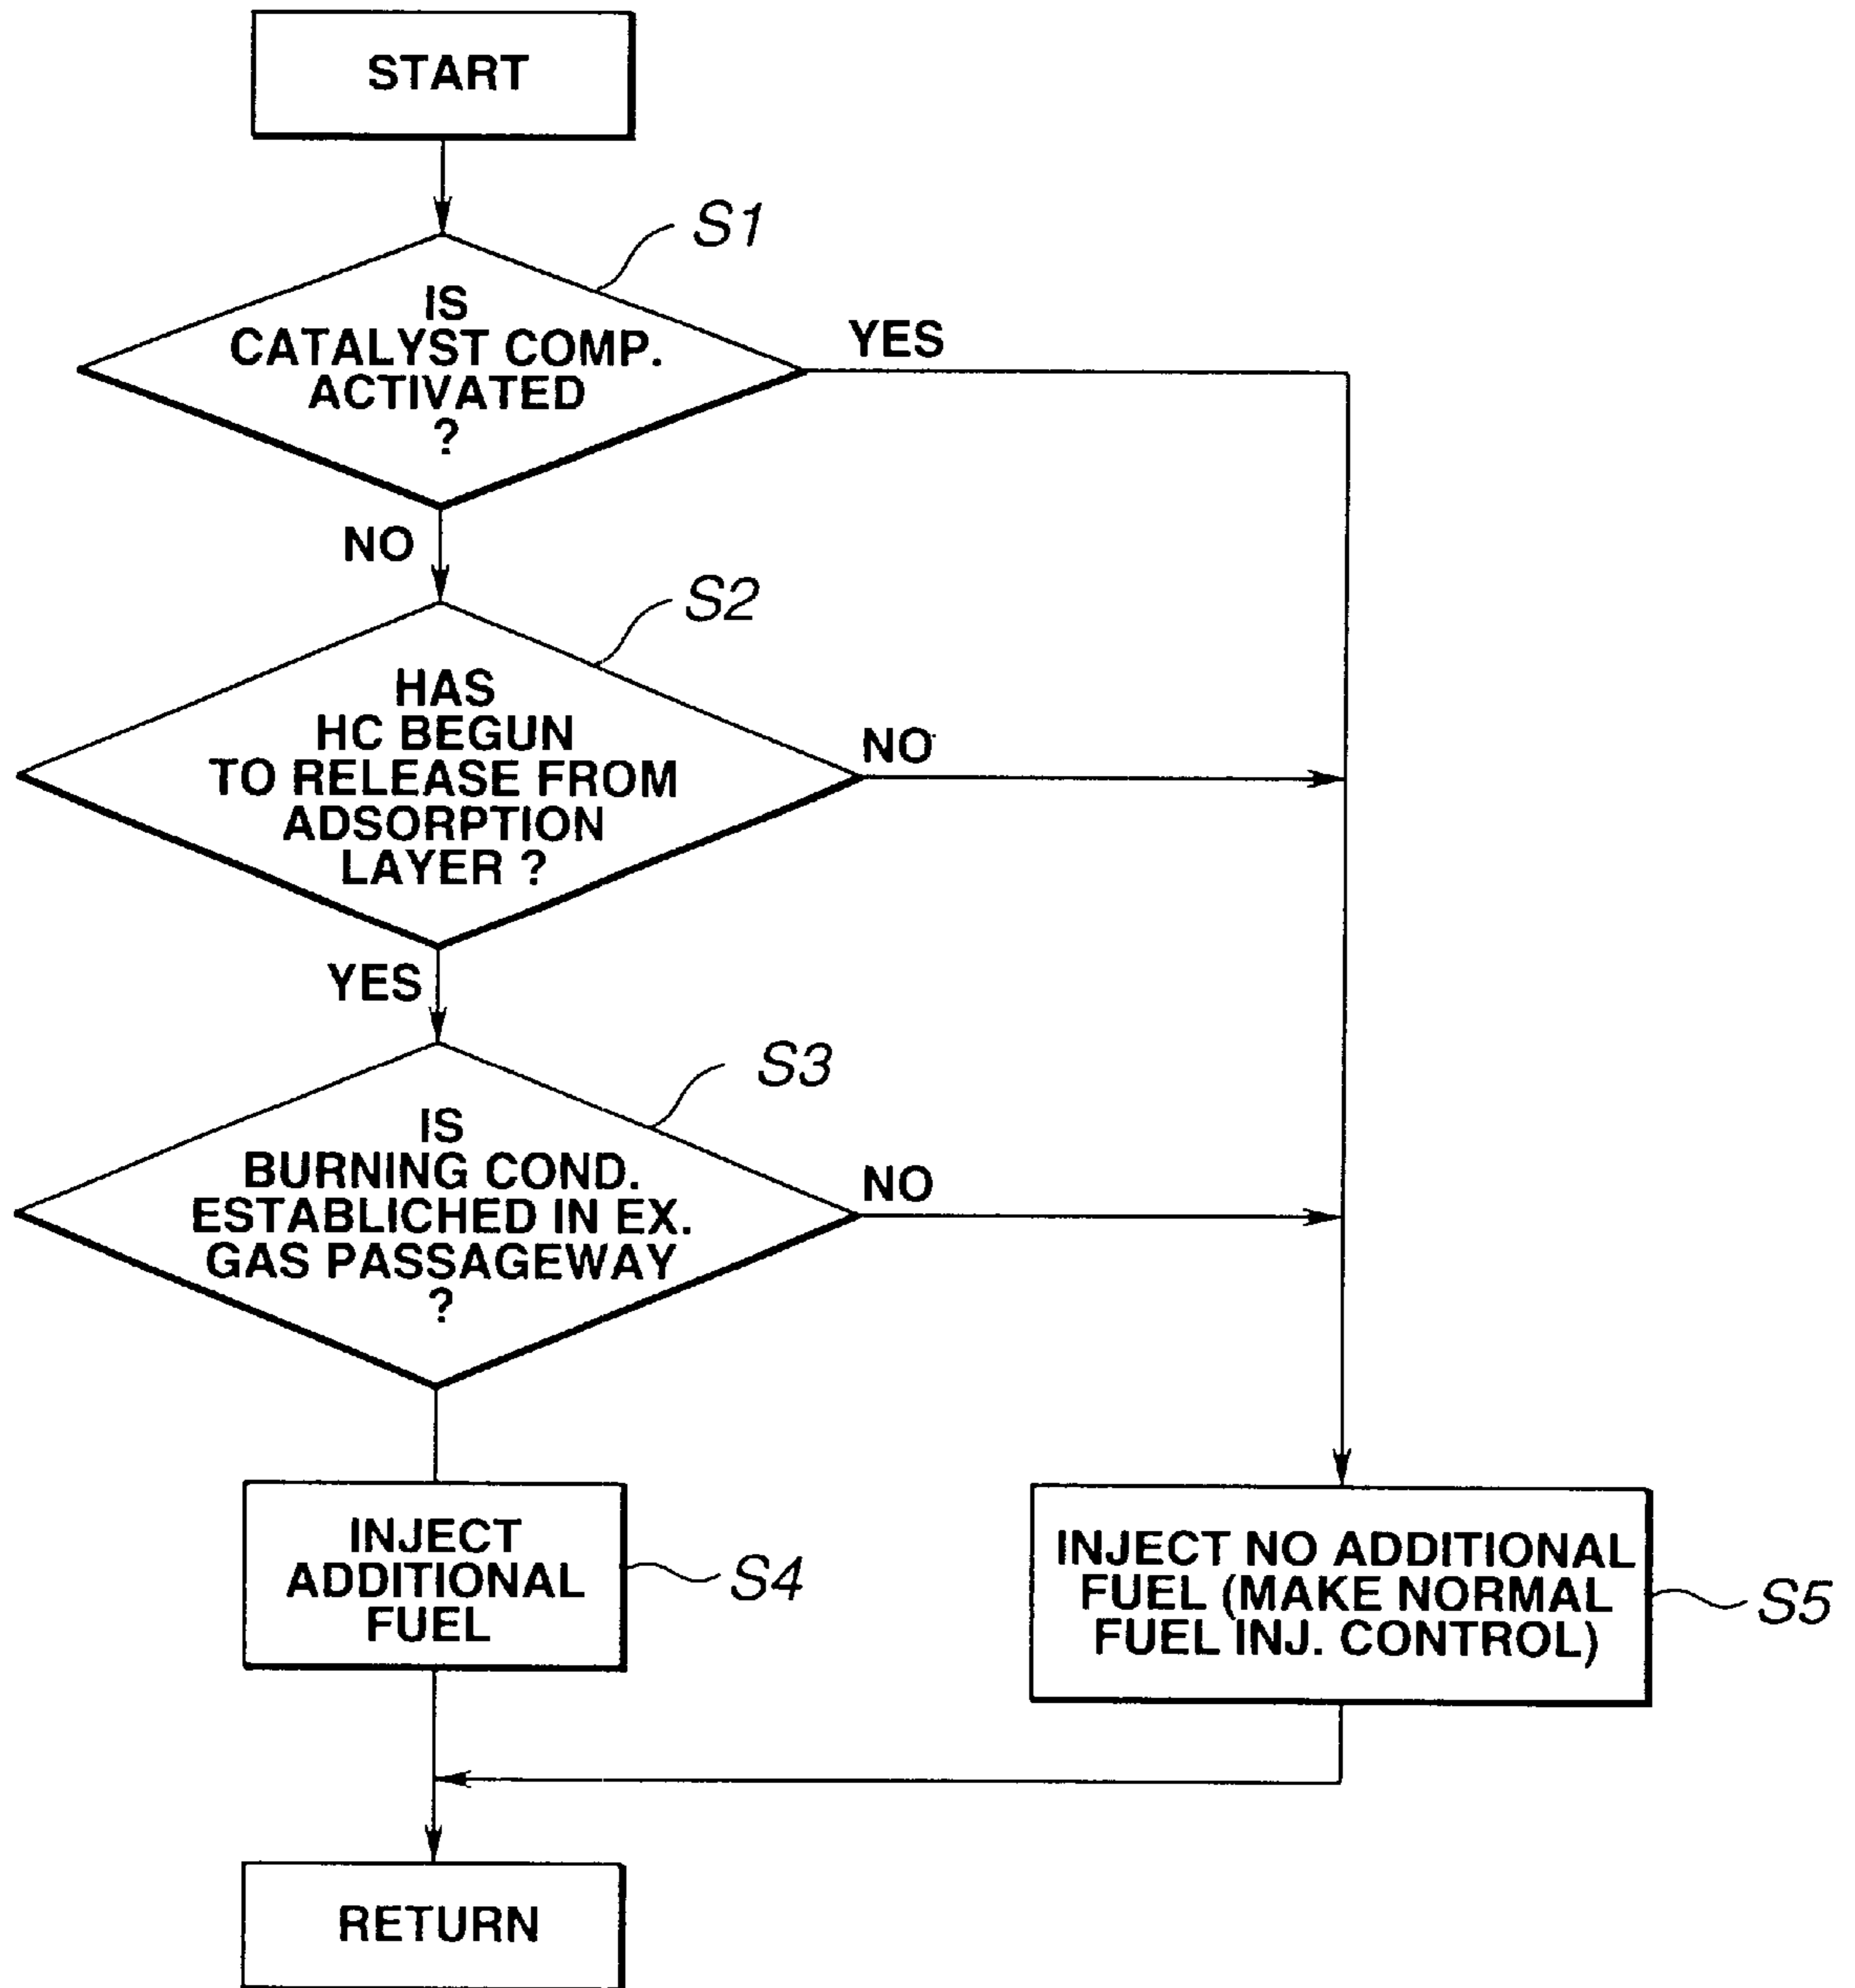 START
S1
IS
CATALYST COMP.
ACTIVATED
?
YES
NO
S2
HAS
HC BEGUN
TO RELEASE FROM
ADSORPTION
LAYER ?
NO
YES
S3
IS
BURNING COND.
ESTABLICHED IN EX.
GAS PASSAGEWAY
?
NO
INJECT
ADDITIONAL
FUEL
S4
INJECT NO ADDITIONAL
FUEL (MAKE NORMAL
FUEL INJ. CONTROL)
S5
RETURN